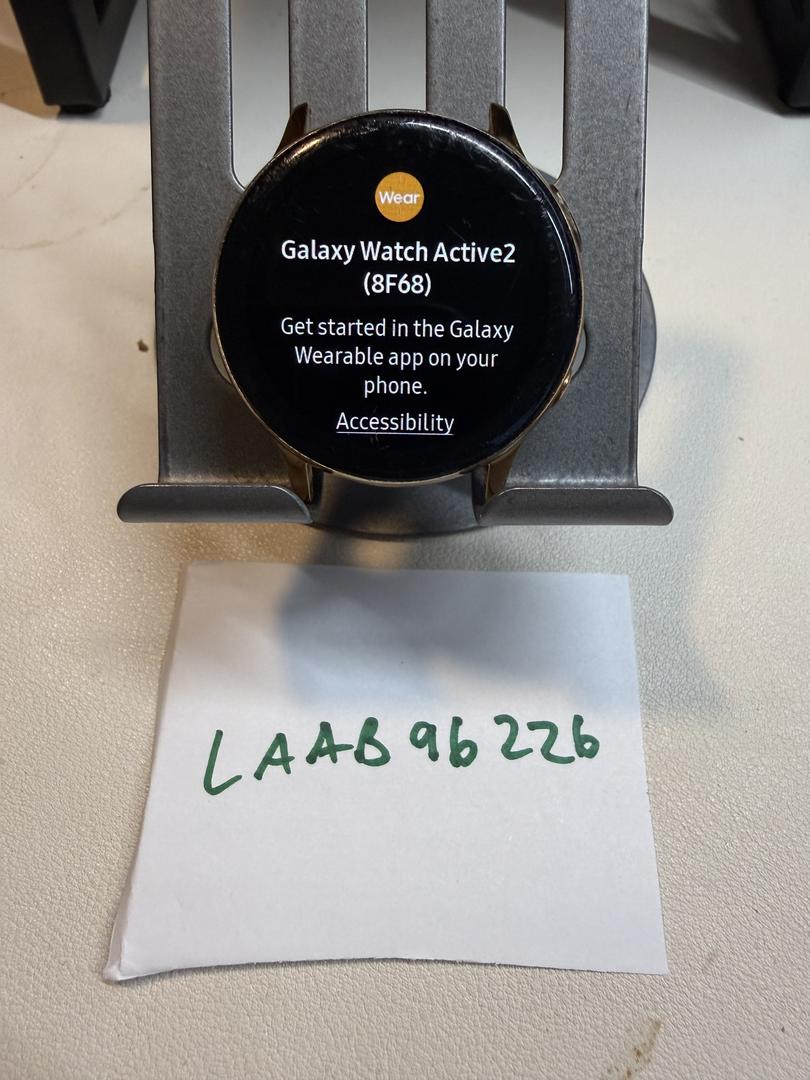 Wear
Galaxy Watch Active2
(8F68)
Get started in the Galaxy
Wearable app on your
phone.
Accessibility
LAAB96226